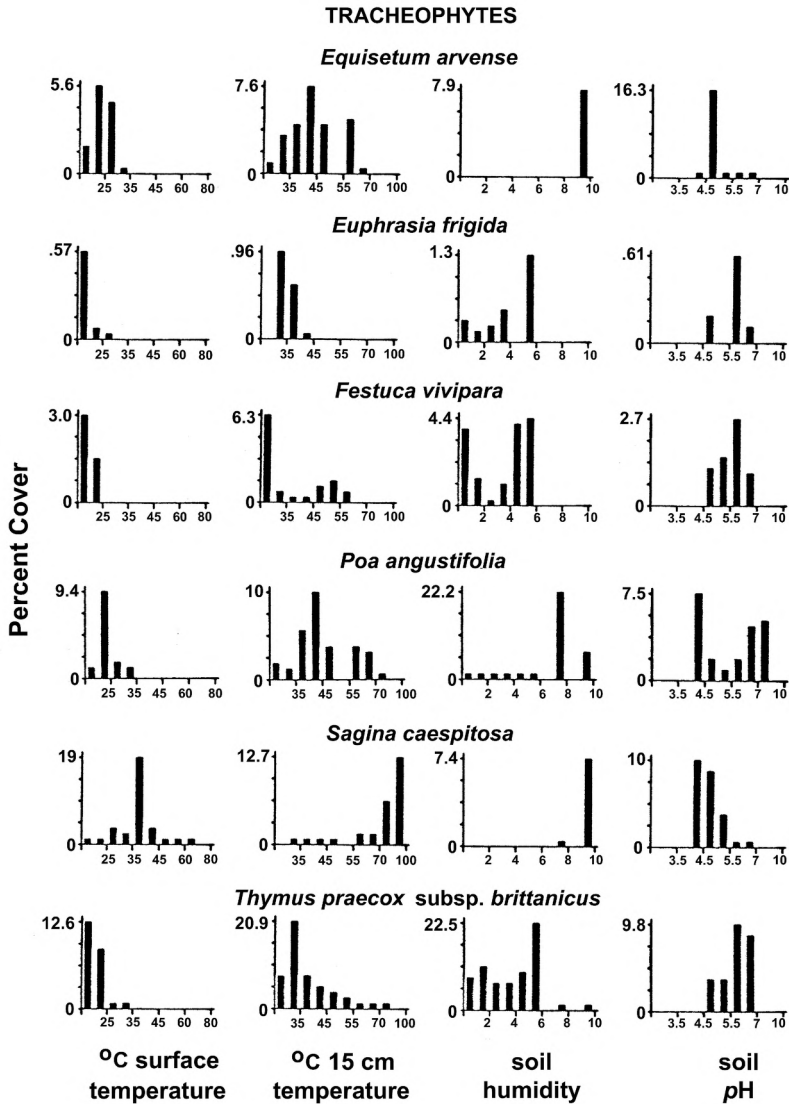 TRACHEOPHYTES
Equisetum arvense
5.6 7.6 7.9 16.3
0 0 0 0
25 35 45 60 80 35 45 55 70 100 2 4 6 8 10 3.5 4.5 5.5 7 10
Euphrasia frigida
.57 .96 1.3 .61
0 0 0 0
25 35 45 60 80 35 45 55 70 100 2 4 6 8 10 3.5 4.5 5.5 7 10
Festuca vivipara
3.0 6.3 4.4 2.7
0 0 0 0
25 35 45 60 80 35 45 55 70 100 2 4 6 8 10 3.5 4.5 5.5 7 10
Percent Cover
Poa angustifolia
9.4 10 22.2 7.5
0 0 0 0
25 35 45 60 80 35 45 55 70 100 2 4 6 8 10 3.5 4.5 5.5 7 10
Sagina caespitosa
19 12.7 7.4 10
0 0 0 0
25 35 45 60 80 35 45 55 70 100 2 4 6 8 10 3.5 4.5 5.5 7 10
Thymus praecox subsp. brittanicus
12.6 20.9 22.5 9.8
0 0 0 0
25 35 45 60 80 35 45 55 70 100 2 4 6 8 10 3.5 4.5 5.5 7 10
ºC surface ºC 15 cm soil soil
temperature temperature humidity pH